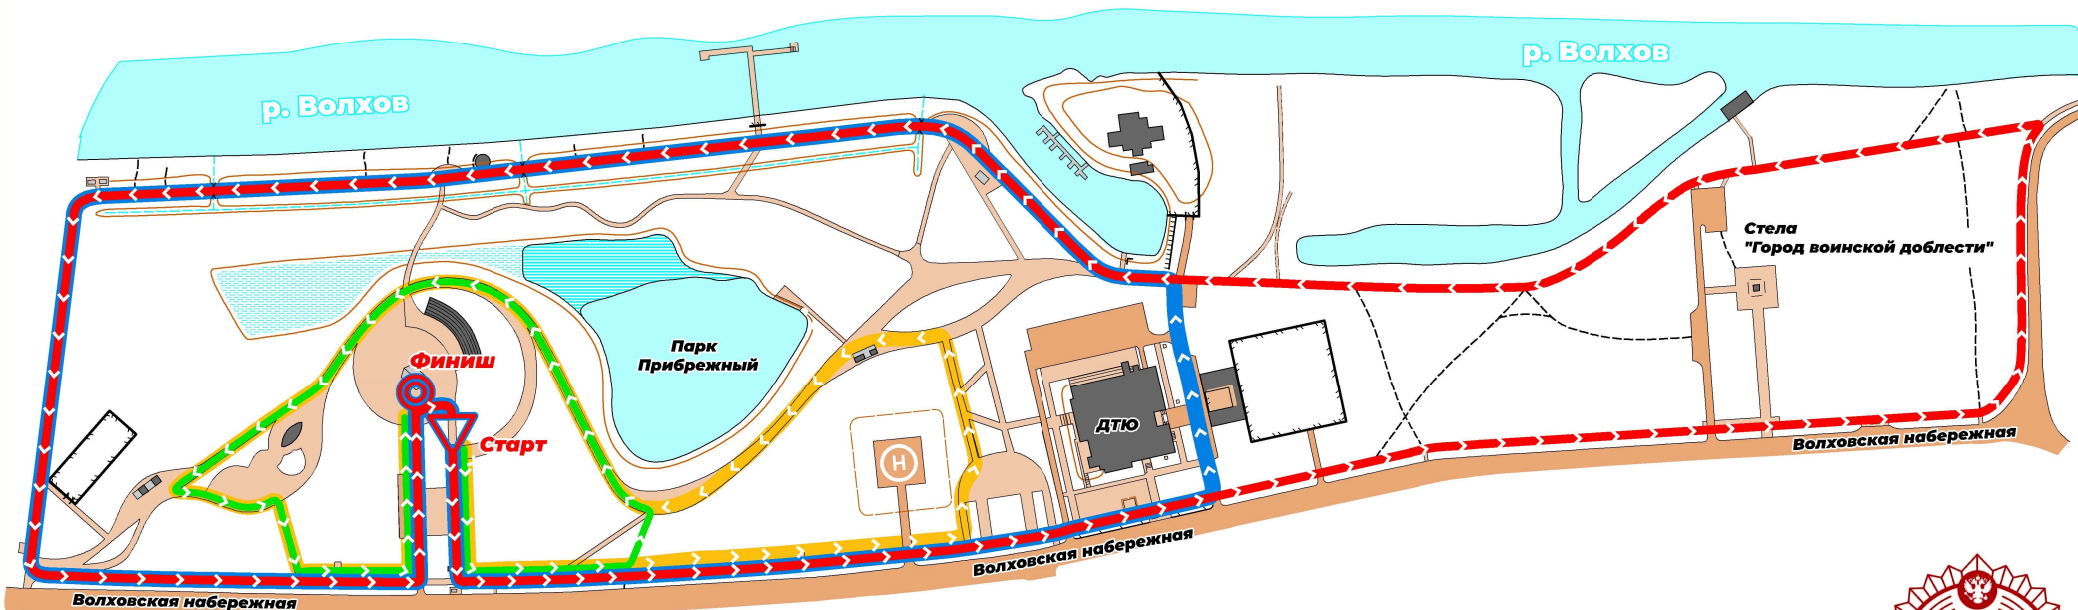 р. Волхов
р. Волхов
Стела
"Город воинской доблести"
Парк
Прибрежный
Финиш
Старт
ДТЮ
Н
Волховская набережная
Волховская набережная
Волховская набережная